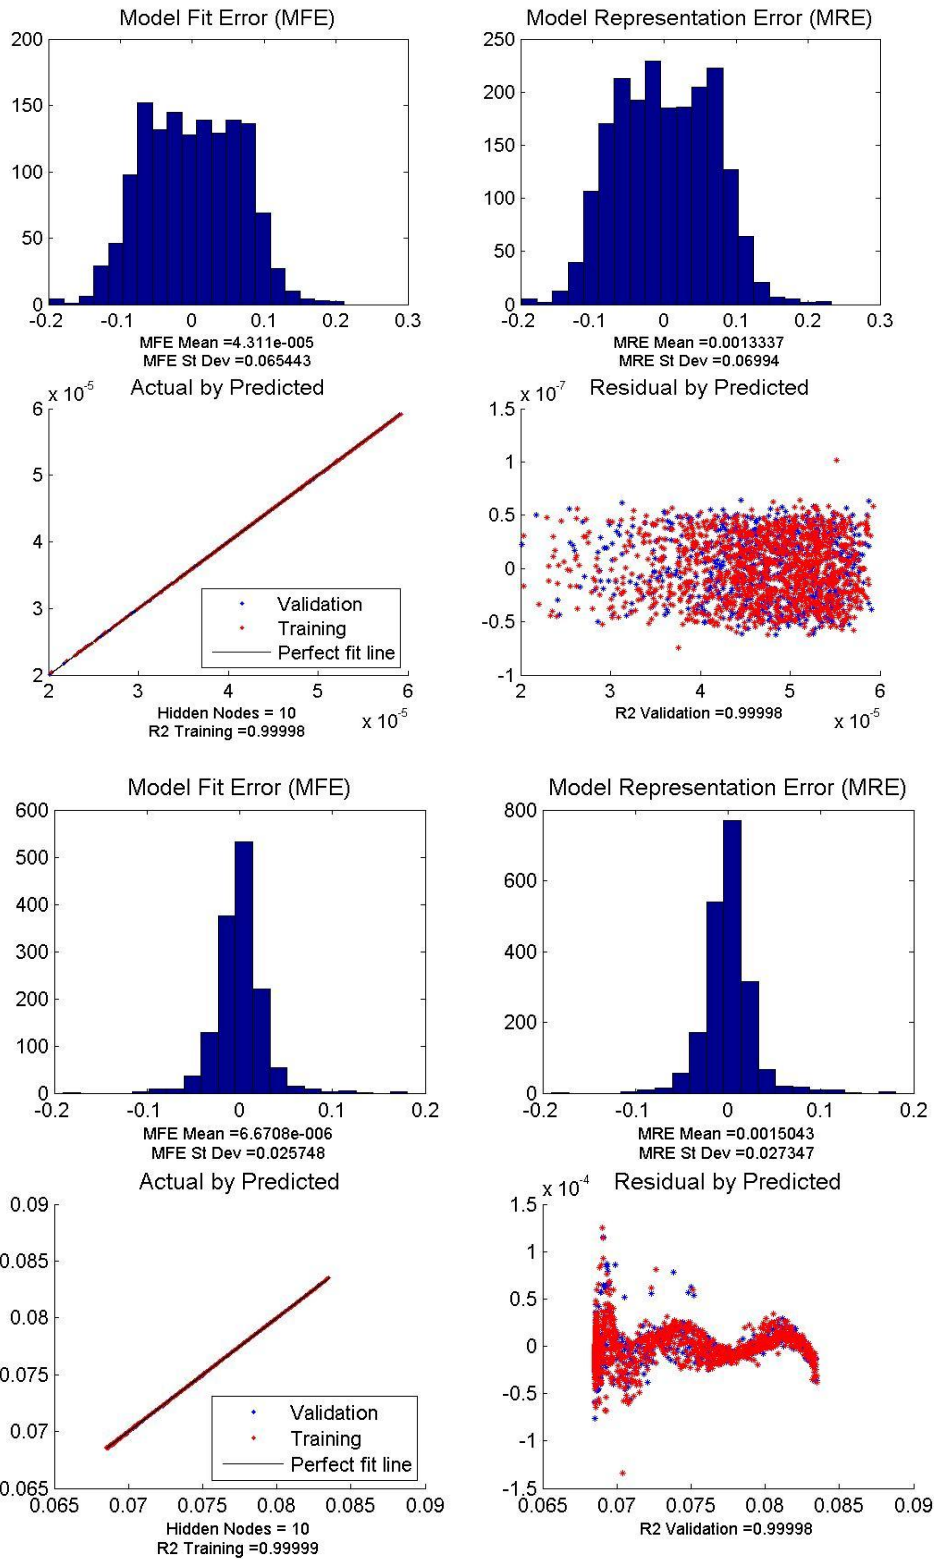 Model Fit Error (MFE)
200
150
100
50
0
-0.2 -0.1 0 0.1 0.2 0.3
MFE Mean =4.311e-005
MFE St Dev =0.065443
Model Representation Error (MRE)
250
200
150
100
50
0
-0.2 -0.1 0 0.1 0.2 0.3
MRE Mean =0.0013337
MRE St Dev =0.06994
x 10-5 Actual by Predicted
6
5
4
3
2
2 3 4 5 6
x 10-5
Validation
Training
Perfect fit line
Hidden Nodes = 10
R2 Training =0.99998
x 10-7 Residual by Predicted
1.5
1
0.5
0
-0.5
-1
2 3 4 5 6
x 10-5
R2 Validation =0.99998
Model Fit Error (MFE)
600
500
400
300
200
100
0
-0.2 -0.1 0 0.1 0.2
MFE Mean =6.6708e-006
MFE St Dev =0.025748
Model Representation Error (MRE)
800
600
400
200
0
-0.2 -0.1 0 0.1 0.2
MRE Mean =0.0015043
MRE St Dev =0.027347
Actual by Predicted
0.09
0.085
0.08
0.075
0.07
0.065
0.065 0.07 0.075 0.08 0.085 0.09
Validation
Training
Perfect fit line
Hidden Nodes = 10
R2 Training =0.99999
x 10-4 Residual by Predicted
1.5
1
0.5
0
-0.5
-1
-1.5
0.065 0.07 0.075 0.08 0.085 0.09
R2 Validation =0.99998